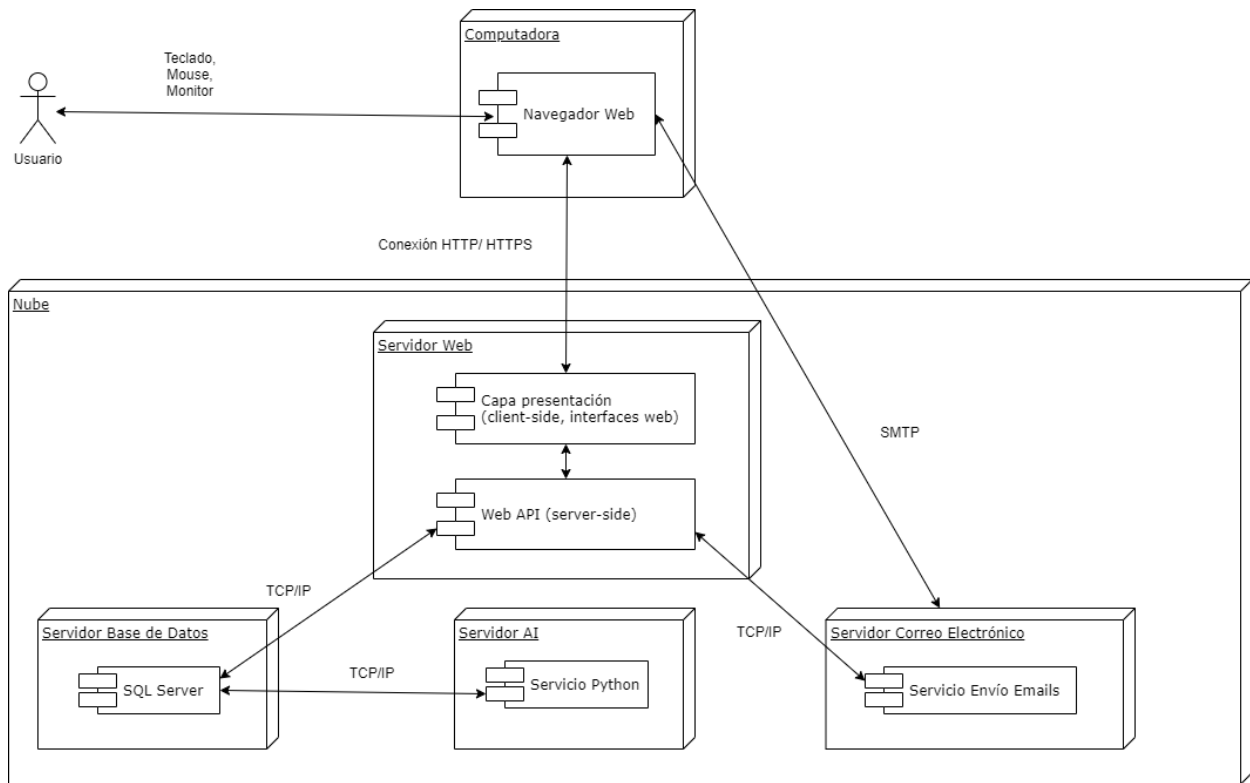 Computadora
Teclado,
Mouse,
Monitor
Navegador Web
Usuario
Conexión HTTP/ HTTPS
Nube
Servidor Web
Capa presentación
(client-side, interfaces web)
SMTP
Web API (server-side)
TCP/IP
TCP/IP
Servidor Base de Datos
Servidor AI
Servidor Correo Electrónico
TCP/IP
SQL Server
Servicio Python
Servicio Envío Emails